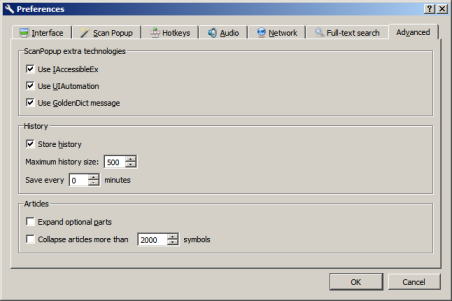 Preferences
Interface
Scan Popup
Hotkeys
Audio
Network
Full-text search
Advanced
ScanPopup extra technologies
Use IAccessibleEx
Use UIAutomation
Use GoldenDict message
History
Store history
Maximum history size: 500
Save every 0 minutes
Articles
Expand optional parts
Collapse articles more than 2000 symbols
OK Cancel